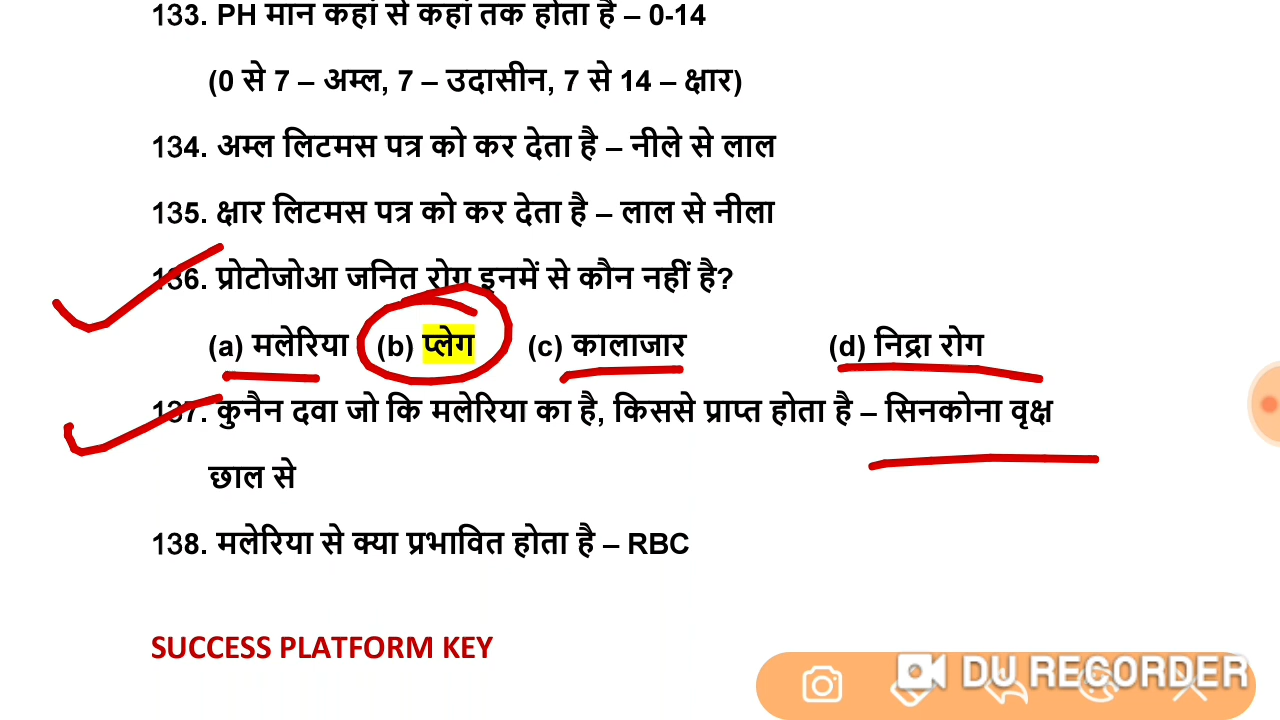 133. PH मान कहां से कहां तक होता है – 0-14
(0 से 7 – अम्ल, 7 – उदासीन, 7 से 14 – क्षार)
134. अम्ल लिटमस पत्र को कर देता है – नीले से लाल
135. क्षार लिटमस पत्र को कर देता है – लाल से नीला
136. प्रोटोजोआ जनित रोग इनमें से कौन नहीं है?
(a) मलेरिया (b) प्लेग (c) कालाजार (d) निद्रा रोग
137. कुनैन दवा जो कि मलेरिया का है, किससे प्राप्त होता है – सिनकोना वृक्ष
छाल से
138. मलेरिया से क्या प्रभावित होता है – RBC
SUCCESS PLATFORM KEY
DU RECORDER